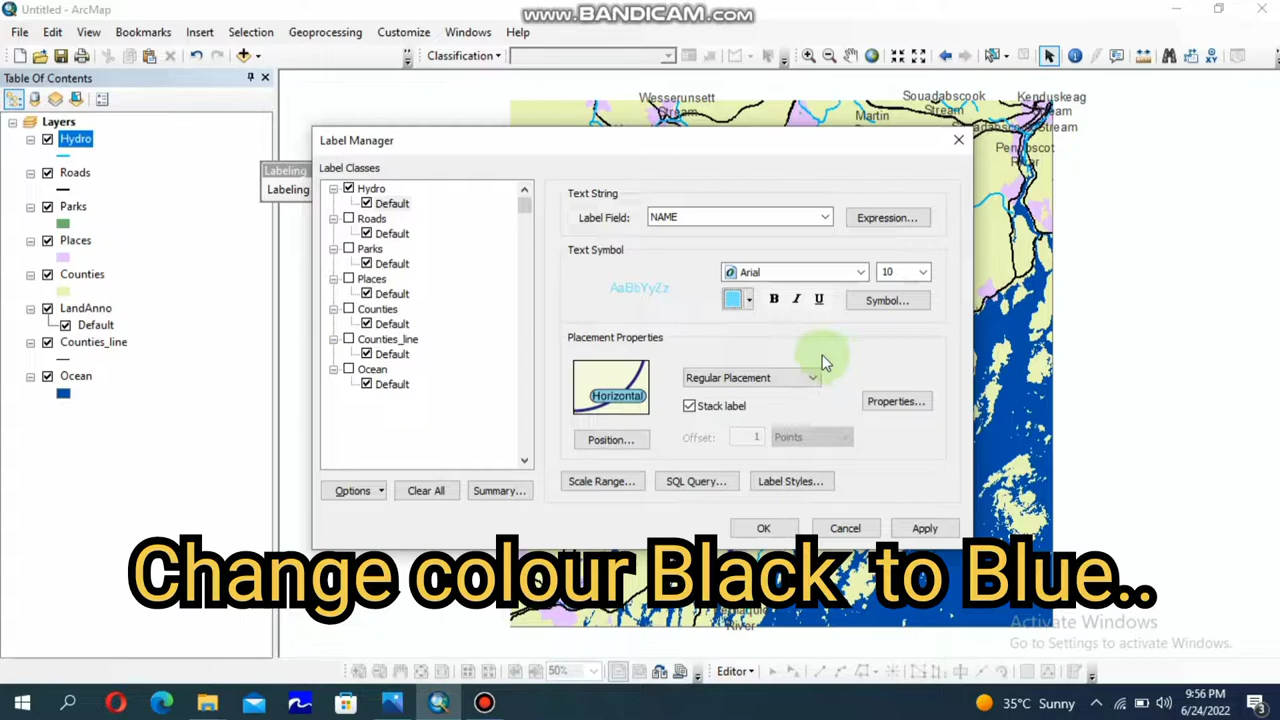 Untitled - ArcMap
www.BANDICAM.com
File Edit View Bookmarks Insert Selection Geoprocessing Customize Windows Help
Classification
Table Of Contents
Layers
Hydro
Roads
Parks
Places
Counties
LandAnno
Default
Counties_line
Ocean
Labeling
Labeling
Wesserunsett
Stream
Martin
Souadabscook
Stream
Kenduskeag
Stream
Penobscot
River
Label Manager
Label Classes
Hydro
Default
Roads
Default
Parks
Default
Places
Default
Counties
Default
Counties_line
Default
Ocean
Default
Options
Clear All
Summary...
Text String
Label Field: NAME
Expression...
Text Symbol
AaBbYyZz
Arial
10
B I U
Symbol...
Placement Properties
Horizontal
Regular Placement
Stack label
Properties...
Position...
Offset: 1 Points
Scale Range...
SQL Query...
Label Styles...
OK
Cancel
Apply
Change colour Black to Blue..
River
Activate Windows
Go to Settings to activate Windows.
50%
Editor
35°C Sunny
9:56 PM
6/24/2022
3